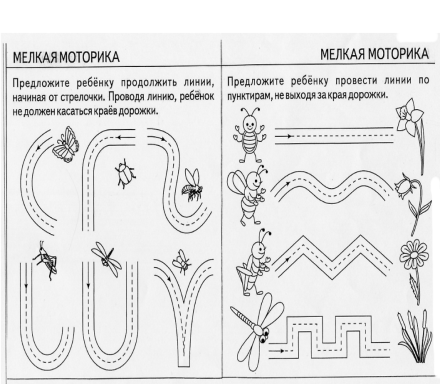 МЕЛКАЯ МОТОРИКА
Предложите ребёнку продолжить линии,
начиная от стрелочки. Проводя линию, ребёнок
не должен касаться краёв дорожки.
МЕЛКАЯ МОТОРИКА
Предложите ребёнку провести линии по
пунктирам, не выходя за края дорожки.